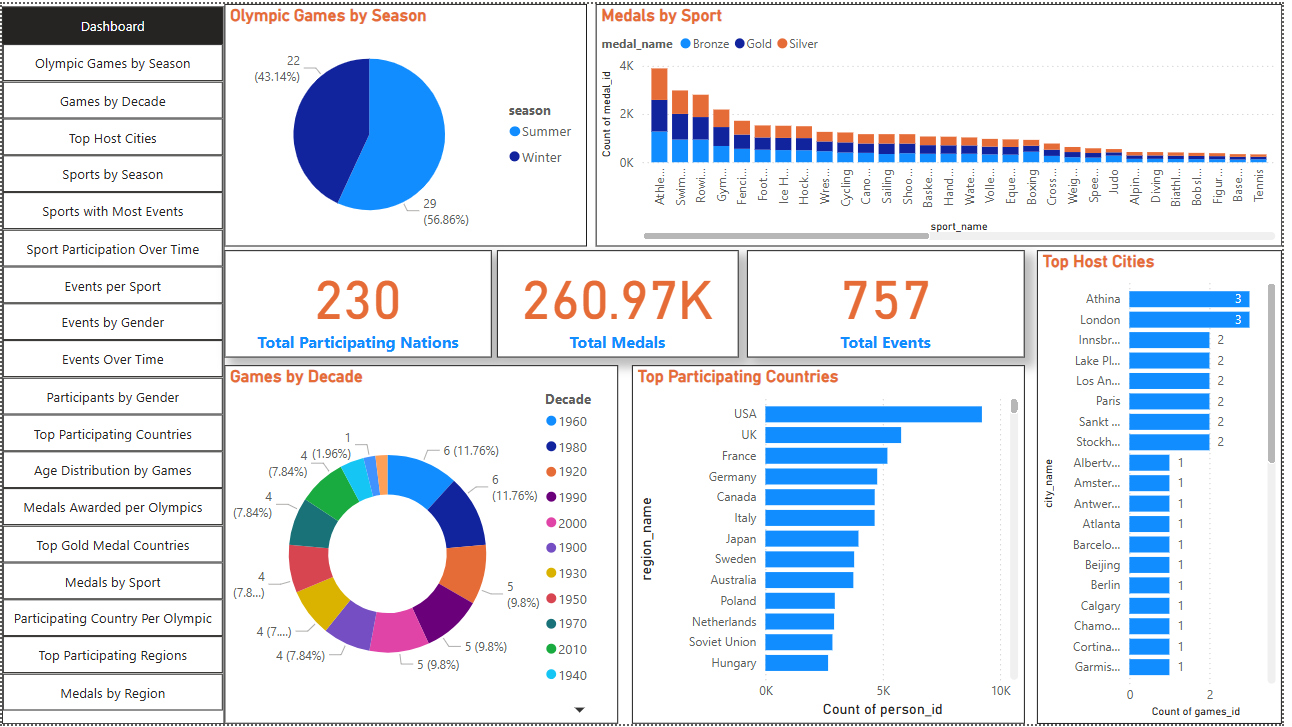 Dashboard
Olympic Games by Season
Games by Decade
Top Host Cities
Sports by Season
Sports with Most Events
Sport Participation Over Time
Events per Sport
Events by Gender
Events Over Time
Participants by Gender
Top Participating Countries
Age Distribution by Games
Medals Awarded per Olympics
Top Gold Medal Countries
Medals by Sport
Participating Country Per Olympic
Top Participating Regions
Medals by Region
Olympic Games by Season
22
(43.14%)
29
(56.86%)
season
Summer
Winter
Medals by Sport
medal_name Bronze Gold Silver
Count of medal_id
4K
2K
0K
Athle...
Swim...
Rowi...
Gym...
Fenci...
Foot...
Ice H...
Hock...
Wres...
Cycling
Cano...
Sailing
Shoo...
Baske...
Hand...
Wate...
Volle...
Eque...
Boxing
Cross...
Weig...
Spee...
Judo
Alpin...
Diving
Biathl...
Bobsl...
Figur...
Base...
Tennis
sport_name
230
Total Participating Nations
260.97K
Total Medals
757
Total Events
Games by Decade
6 (11.76%)
6
(11.76%)
5
(9.8%)
5 (9.8%)
5 (9.8%)
4 (7.84%)
4 (7....)
4
(7.8...)
4
(7.84%)
4
(7.84%)
1
(1.96%)
Decade
1960
1980
1920
1990
2000
1900
1930
1950
1970
2010
1940
Top Participating Countries
region_name
USA
UK
France
Germany
Canada
Italy
Japan
Sweden
Australia
Poland
Netherlands
Soviet Union
Hungary
0K 5K 10K
Count of person_id
Top Host Cities
city_name
Athina 3
London 3
Innsbr... 2
Lake Pl... 2
Los An... 2
Paris 2
Sankt ... 2
Stockh... 2
Albertv... 1
Amster... 1
Antwer... 1
Atlanta 1
Barcelo... 1
Beijing 1
Berlin 1
Calgary 1
Chamo... 1
Cortina... 1
Garmis... 1
0 2
Count of games_id